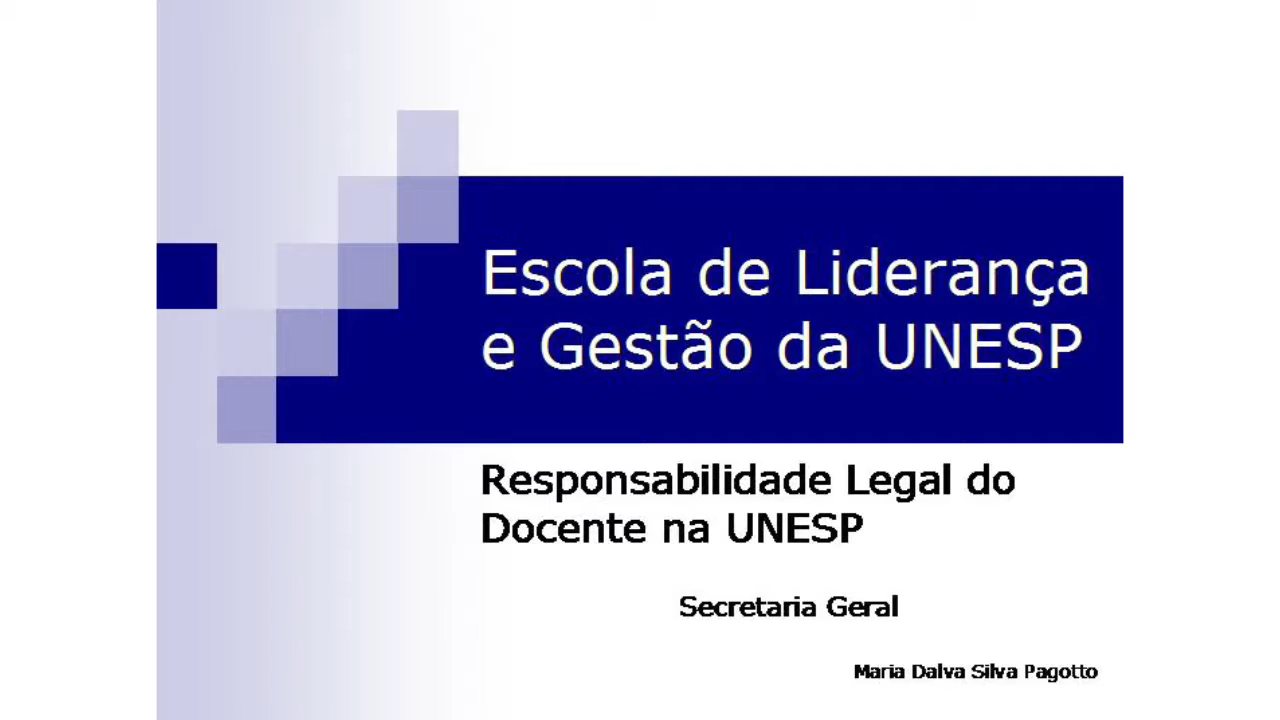 Escola de Liderança
e Gestão da UNESP
Responsabilidade Legal do
Docente na UNESP
Secretaria Geral
Maria Dalva Silva Pagotto